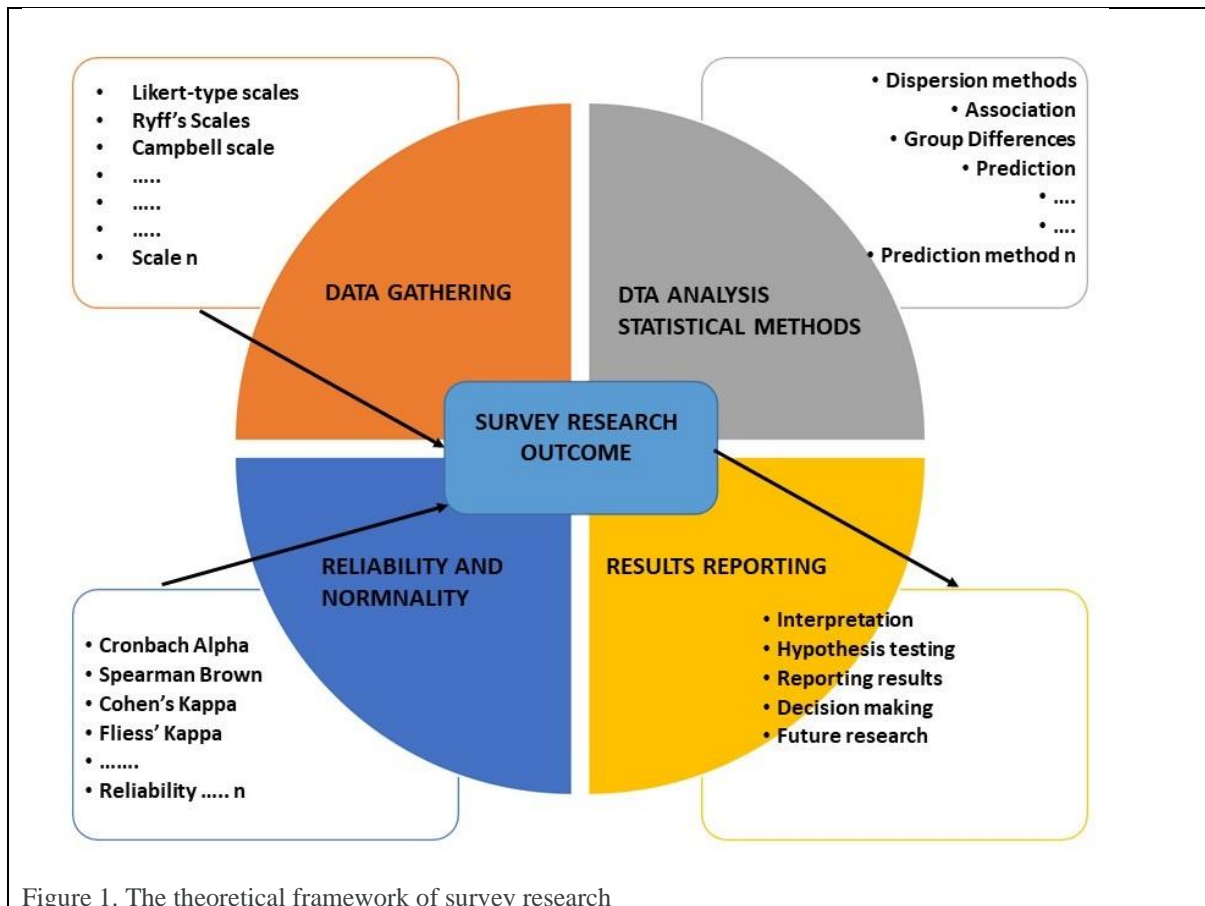 • Likert-type scales
• Ryff's Scales
• Campbell scale
• .....
• .....
• .....
• Scale n
• Dispersion methods
• Association
• Group Differences
• Prediction
• ....
• ....
• Prediction method n
DATA GATHERING
DTA ANALYSIS
STATISTICAL METHODS
SURVEY RESEARCH
OUTCOME
RELIABILITY AND
NORMNALITY
RESULTS REPORTING
• Cronbach Alpha
• Spearman Brown
• Cohen's Kappa
• Fliess' Kappa
• .......
• Reliability ..... n
• Interpretation
• Hypothesis testing
• Reporting results
• Decision making
• Future research
Figure 1. The theoretical framework of survey research